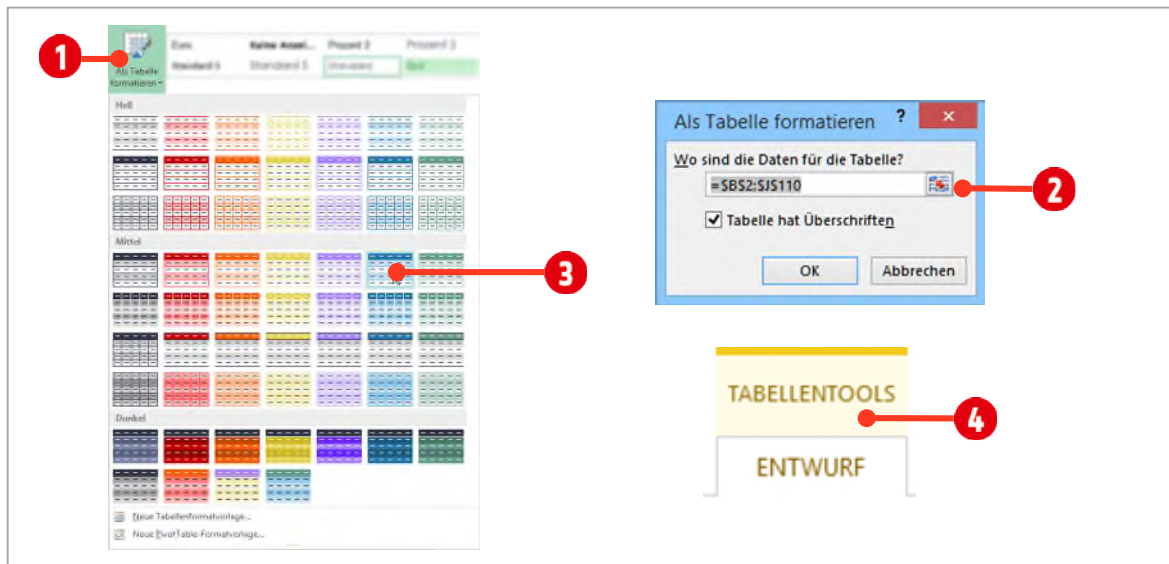 1
Als Tabelle
formatieren
Euro
Keine Anzei...
Prozent 2
Prozent 3
Standard 5
Standard
Gut
Hell
Mittel
Dunkel
Neue Tabellenformatvorlage...
Neue PivotTable-Formatvorlage...
3
Als Tabelle formatieren ? ×
Wo sind die Daten für die Tabelle?
=$B$2:$J$110
Tabelle hat Überschriften
OK Abbrechen
2
TABELLENTOOLS
4
ENTWURF